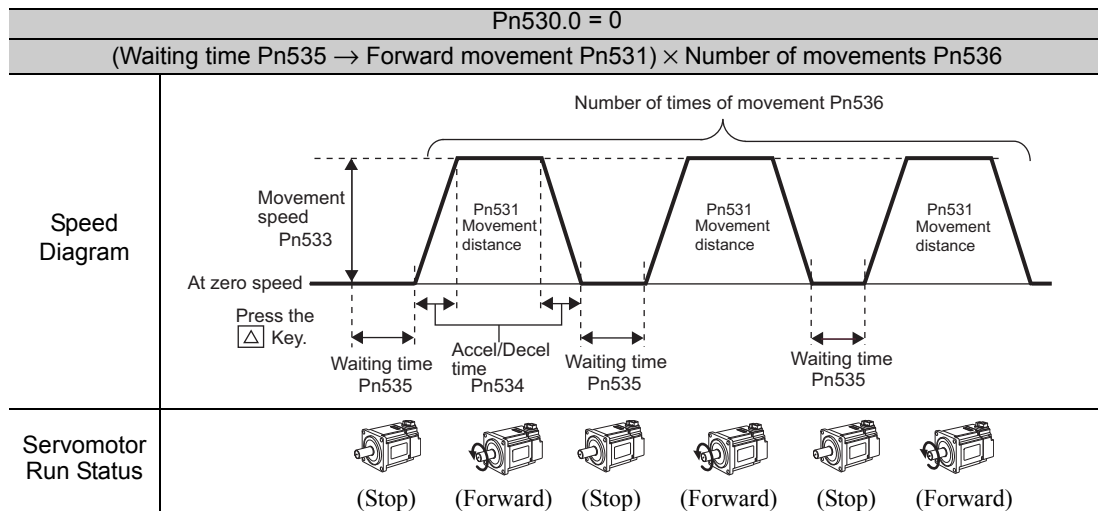 Pn530.0 = 0
(Waiting time Pn535 → Forward movement Pn531) × Number of movements Pn536
Speed
Diagram
Number of times of movement Pn536
Movement
speed
Pn533
Pn531
Movement
distance
Pn531
Movement
distance
Pn531
Movement
distance
At zero speed
Press the
△ Key.
Waiting time
Pn535
Accel/Decel
time
Pn534
Waiting time
Pn535
Waiting time
Pn535
Servomotor
Run Status
(Stop) (Forward) (Stop) (Forward) (Stop) (Forward)